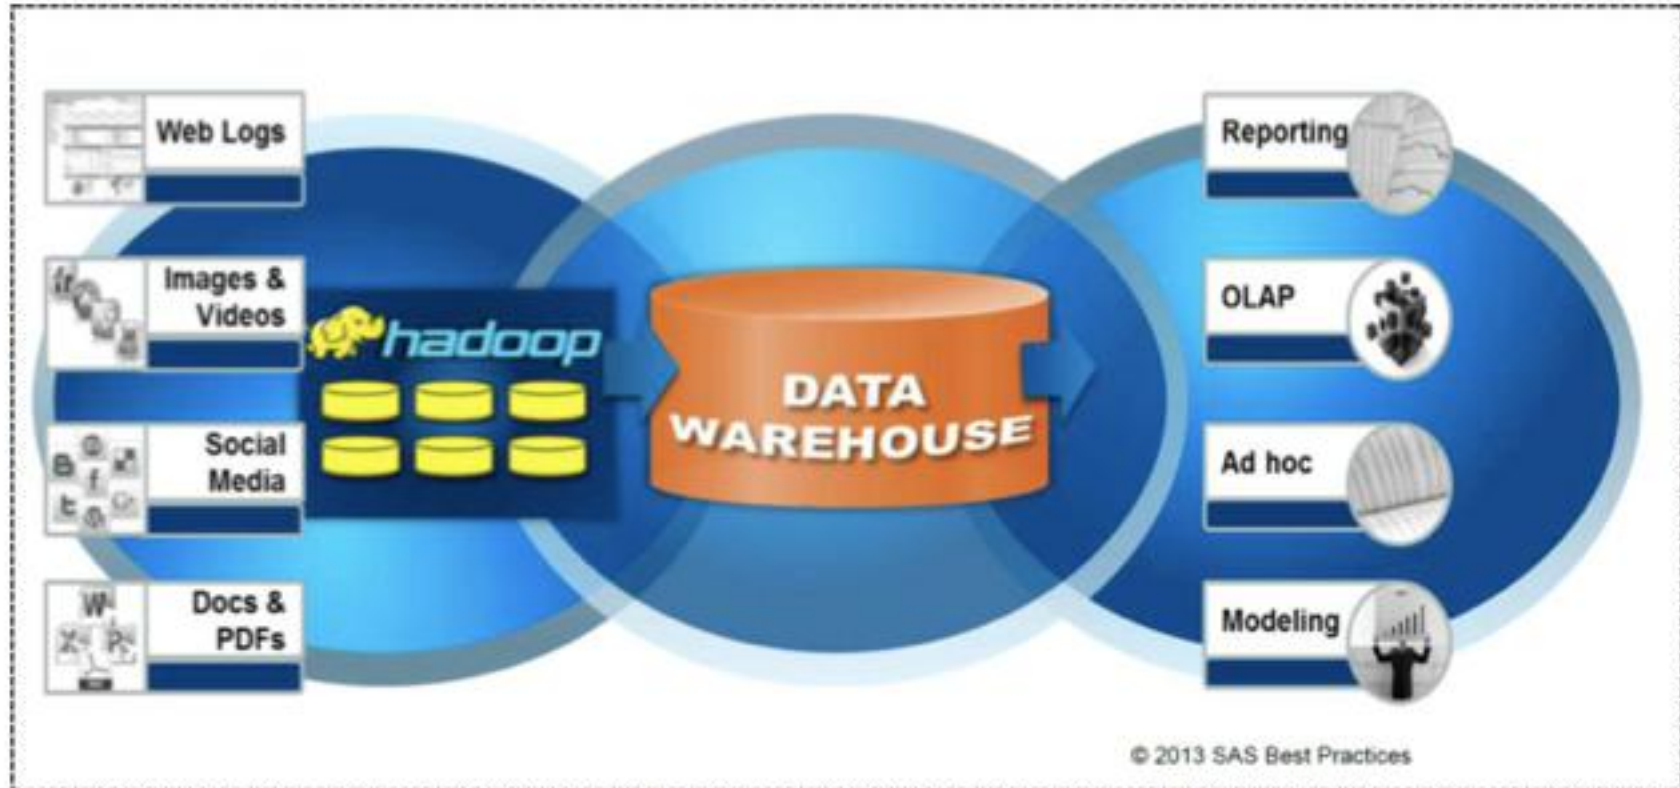 Web Logs
Images &
Videos
Social
Media
Docs &
PDFs
hadoop
DATA
WAREHOUSE
Reporting
OLAP
Ad hoc
Modeling
© 2013 SAS Best Practices